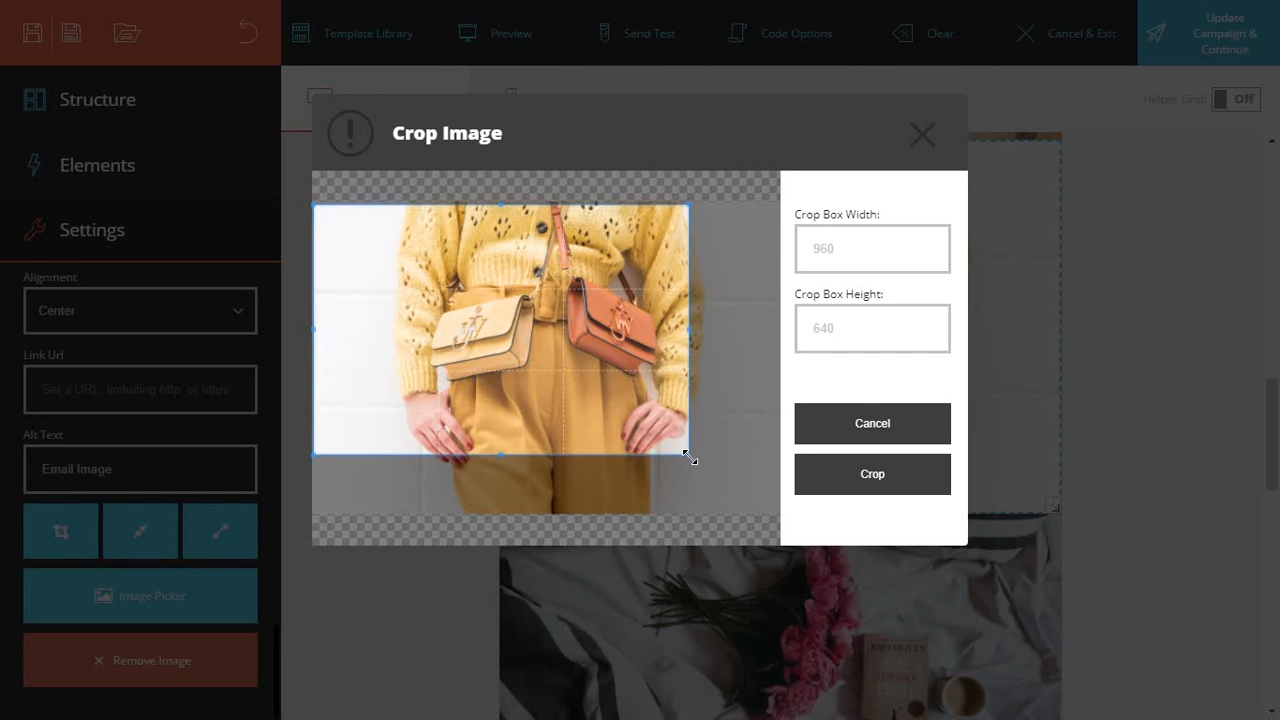 Template Library
Preview
Send Test
Code Options
Clear
Cancel & Exit
Update
Campaign &
Continue
Structure
Elements
Settings
Alignment
Center
Link Url
Set a URL, including http, or https
Alt Text
Email Image
Image Picker
Remove Image
Helper Grid:
Off
Crop Image
Crop Box Width:
960
Crop Box Height:
640
Cancel
Crop
JOJO MOYES